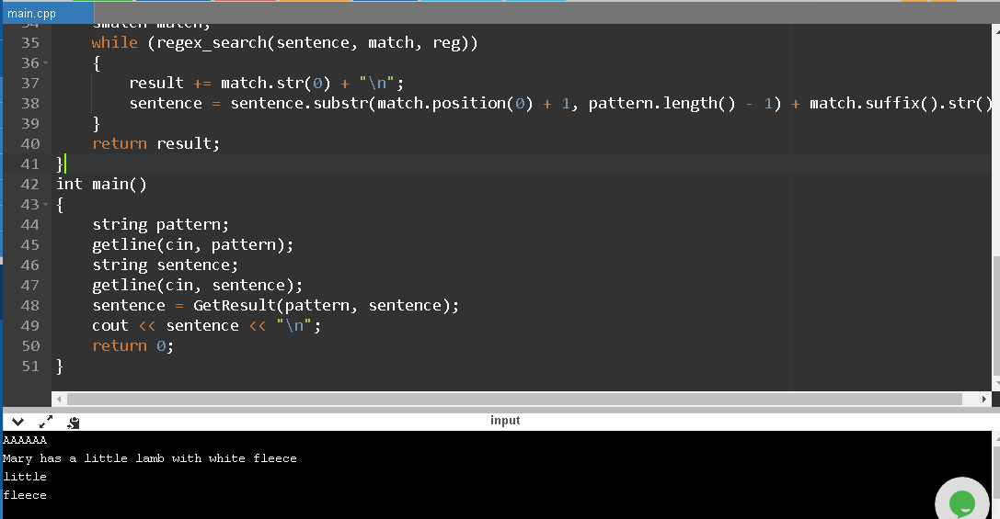 main.cpp
34 smatch match;
35 while (regex_search(sentence, match, reg))
36 {
37 result += match.str(0) + "\n";
38 sentence = sentence.substr(match.position(0) + 1, pattern.length() - 1) + match.suffix().str()
39 }
40 return result;
41 }
42 int main()
43 {
44 string pattern;
45 getline(cin, pattern);
46 string sentence;
47 getline(cin, sentence);
48 sentence = GetResult(pattern, sentence);
49 cout << sentence << "\n";
50 return 0;
51 }
input
AAAAAA
Mary has a little lamb with white fleece
little
fleece